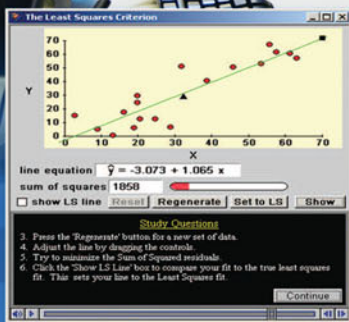 The Least Squares Criterion
70
60
50
40
Y
30
20
10
0
0 10 20 30 40 50 60 70
X
line equation ŷ = -3.073 + 1.065 x
sum of squares 1858
show LS line Reset Regenerate Set to LS Show
Study Questions
3. Press the 'Regenerate' button for a new set of data.
4. Adjust the line by dragging the controls.
5. Try to minimize the Sum of Squared residuals.
6. Click the 'Show LS Line' box to compare your fit to the true least squares
fit. This sets your line to the Least Squares fit.
Continue